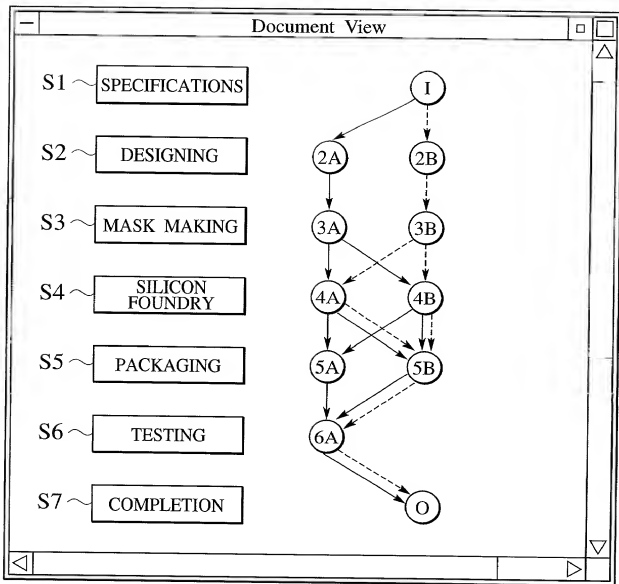 Document View
S1 SPECIFICATIONS I
S2 DESIGNING 2A 2B
S3 MASK MAKING 3A 3B
S4 SILICON FOUNDRY 4A 4B
S5 PACKAGING 5A 5B
S6 TESTING 6A
S7 COMPLETION O